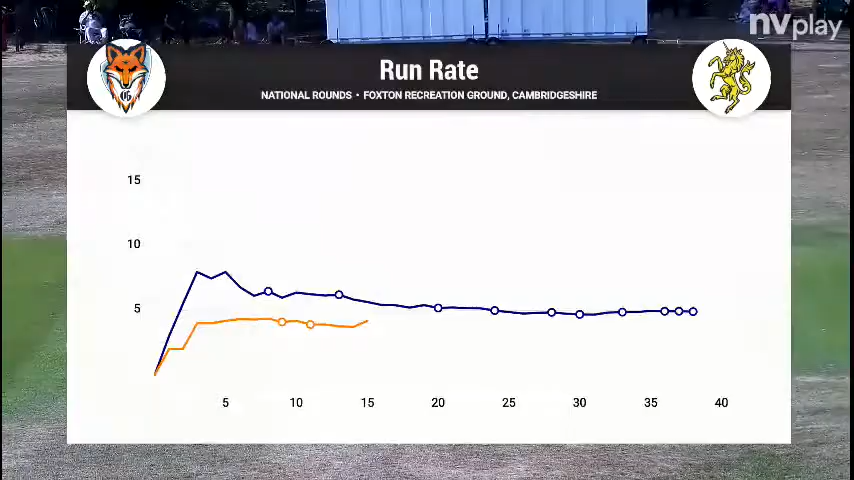 nvplay
Run Rate
NATIONAL ROUNDS • FOXTON RECREATION GROUND, CAMBRIDGESHIRE
15
10
5
5 10 15 20 25 30 35 40